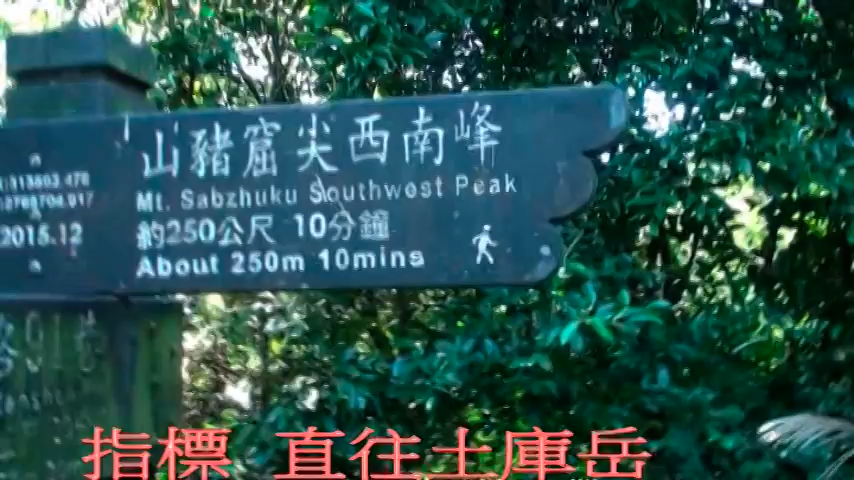 山豬窟尖西南峰
Mt. Sabzhuku Southwest Peak
約250公尺 10分鐘
About 250m 10mins
2015.12
指標 直往土庫岳